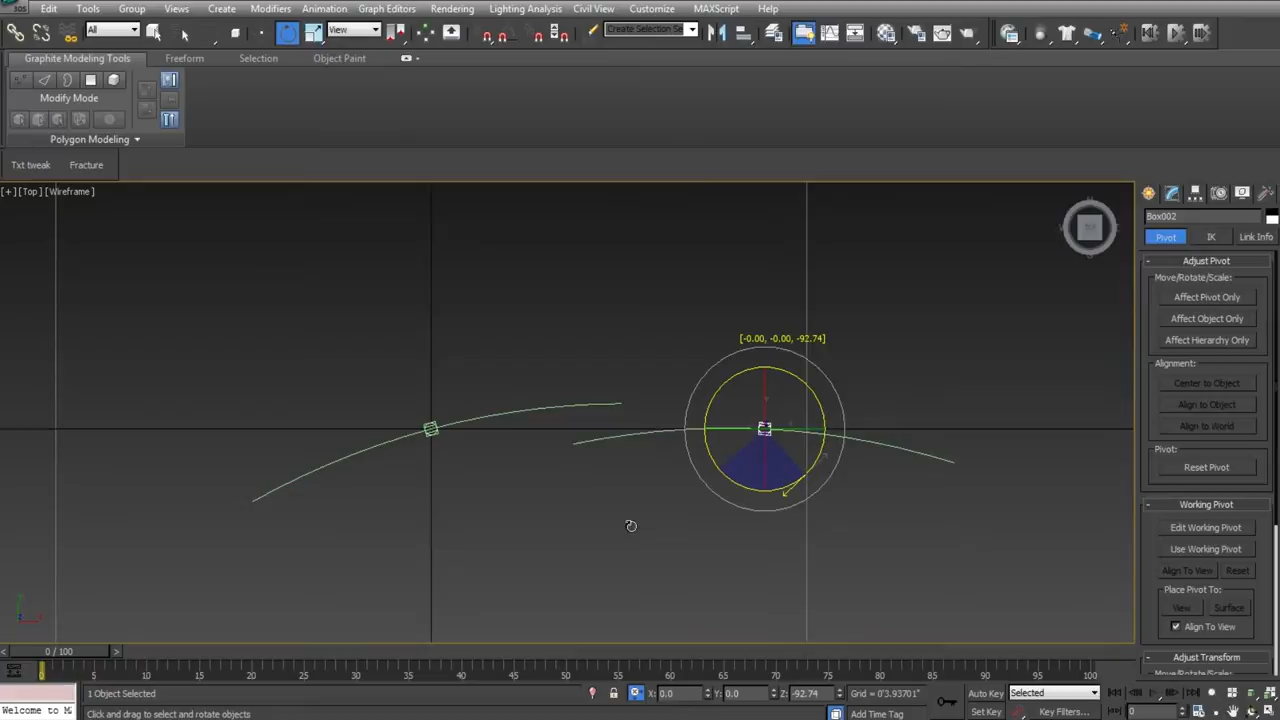 Edit Tools Group Views Create Modifiers Animation Graph Editors Rendering Lighting Analysis Civil View Customize MAXScript Help
All View Create Selection Se
Graphite Modeling Tools Freeform Selection Object Paint
Modify Mode
Polygon Modeling
Txt tweak Fracture
[+] [Top] [Wireframe]
Box002
Pivot IK Link Info
- Adjust Pivot
Move/Rotate/Scale:
Affect Pivot Only
Affect Object Only
Affect Hierarchy Only
Alignment:
Center to Object
Align to Object
Align to World
Pivot:
Reset Pivot
- Working Pivot
Edit Working Pivot
Use Working Pivot
Align To View Reset
Place Pivot To:
View Surface
Align To View
- Adjust Transform
[-0.00, -0.00, -92.74]
< 0 / 100 >
5 10 15 20 25 30 35 40 45 50 55 60 65 70 75 80 85 90 95 100
1 Object Selected X: 0.0 Y: 0.0 Z: -92.74 Grid = 0'3.93701" Auto Key Selected
Welcome to M Click and drag to select and rotate objects Add Time Tag Set Key Key Filters... 0